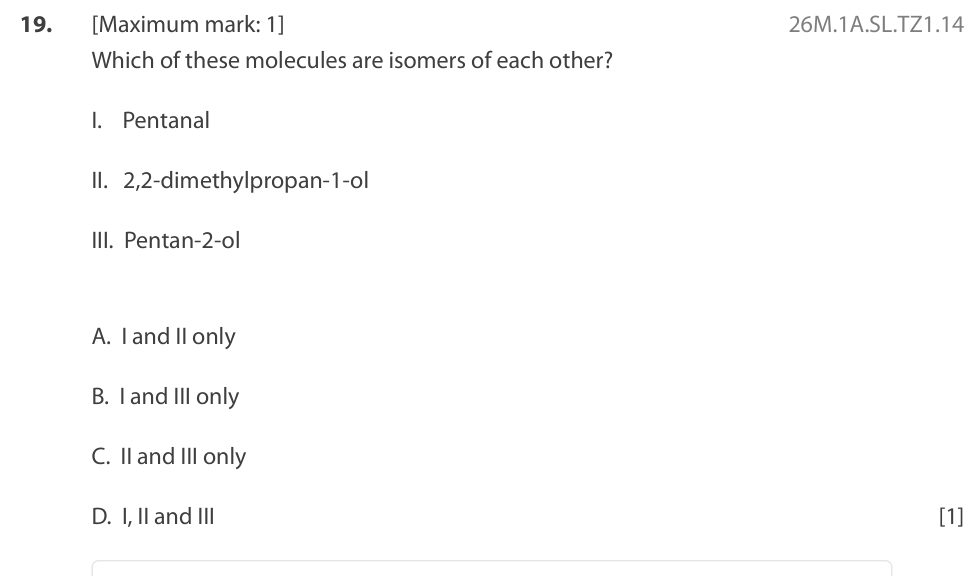 19. [Maximum mark: 1] 26M.1A.SL.TZ1.14
Which of these molecules are isomers of each other?
I. Pentanal
II. 2,2-dimethylpropan-1-ol
III. Pentan-2-ol
A. I and II only
B. I and III only
C. II and III only
D. I, II and III [1]